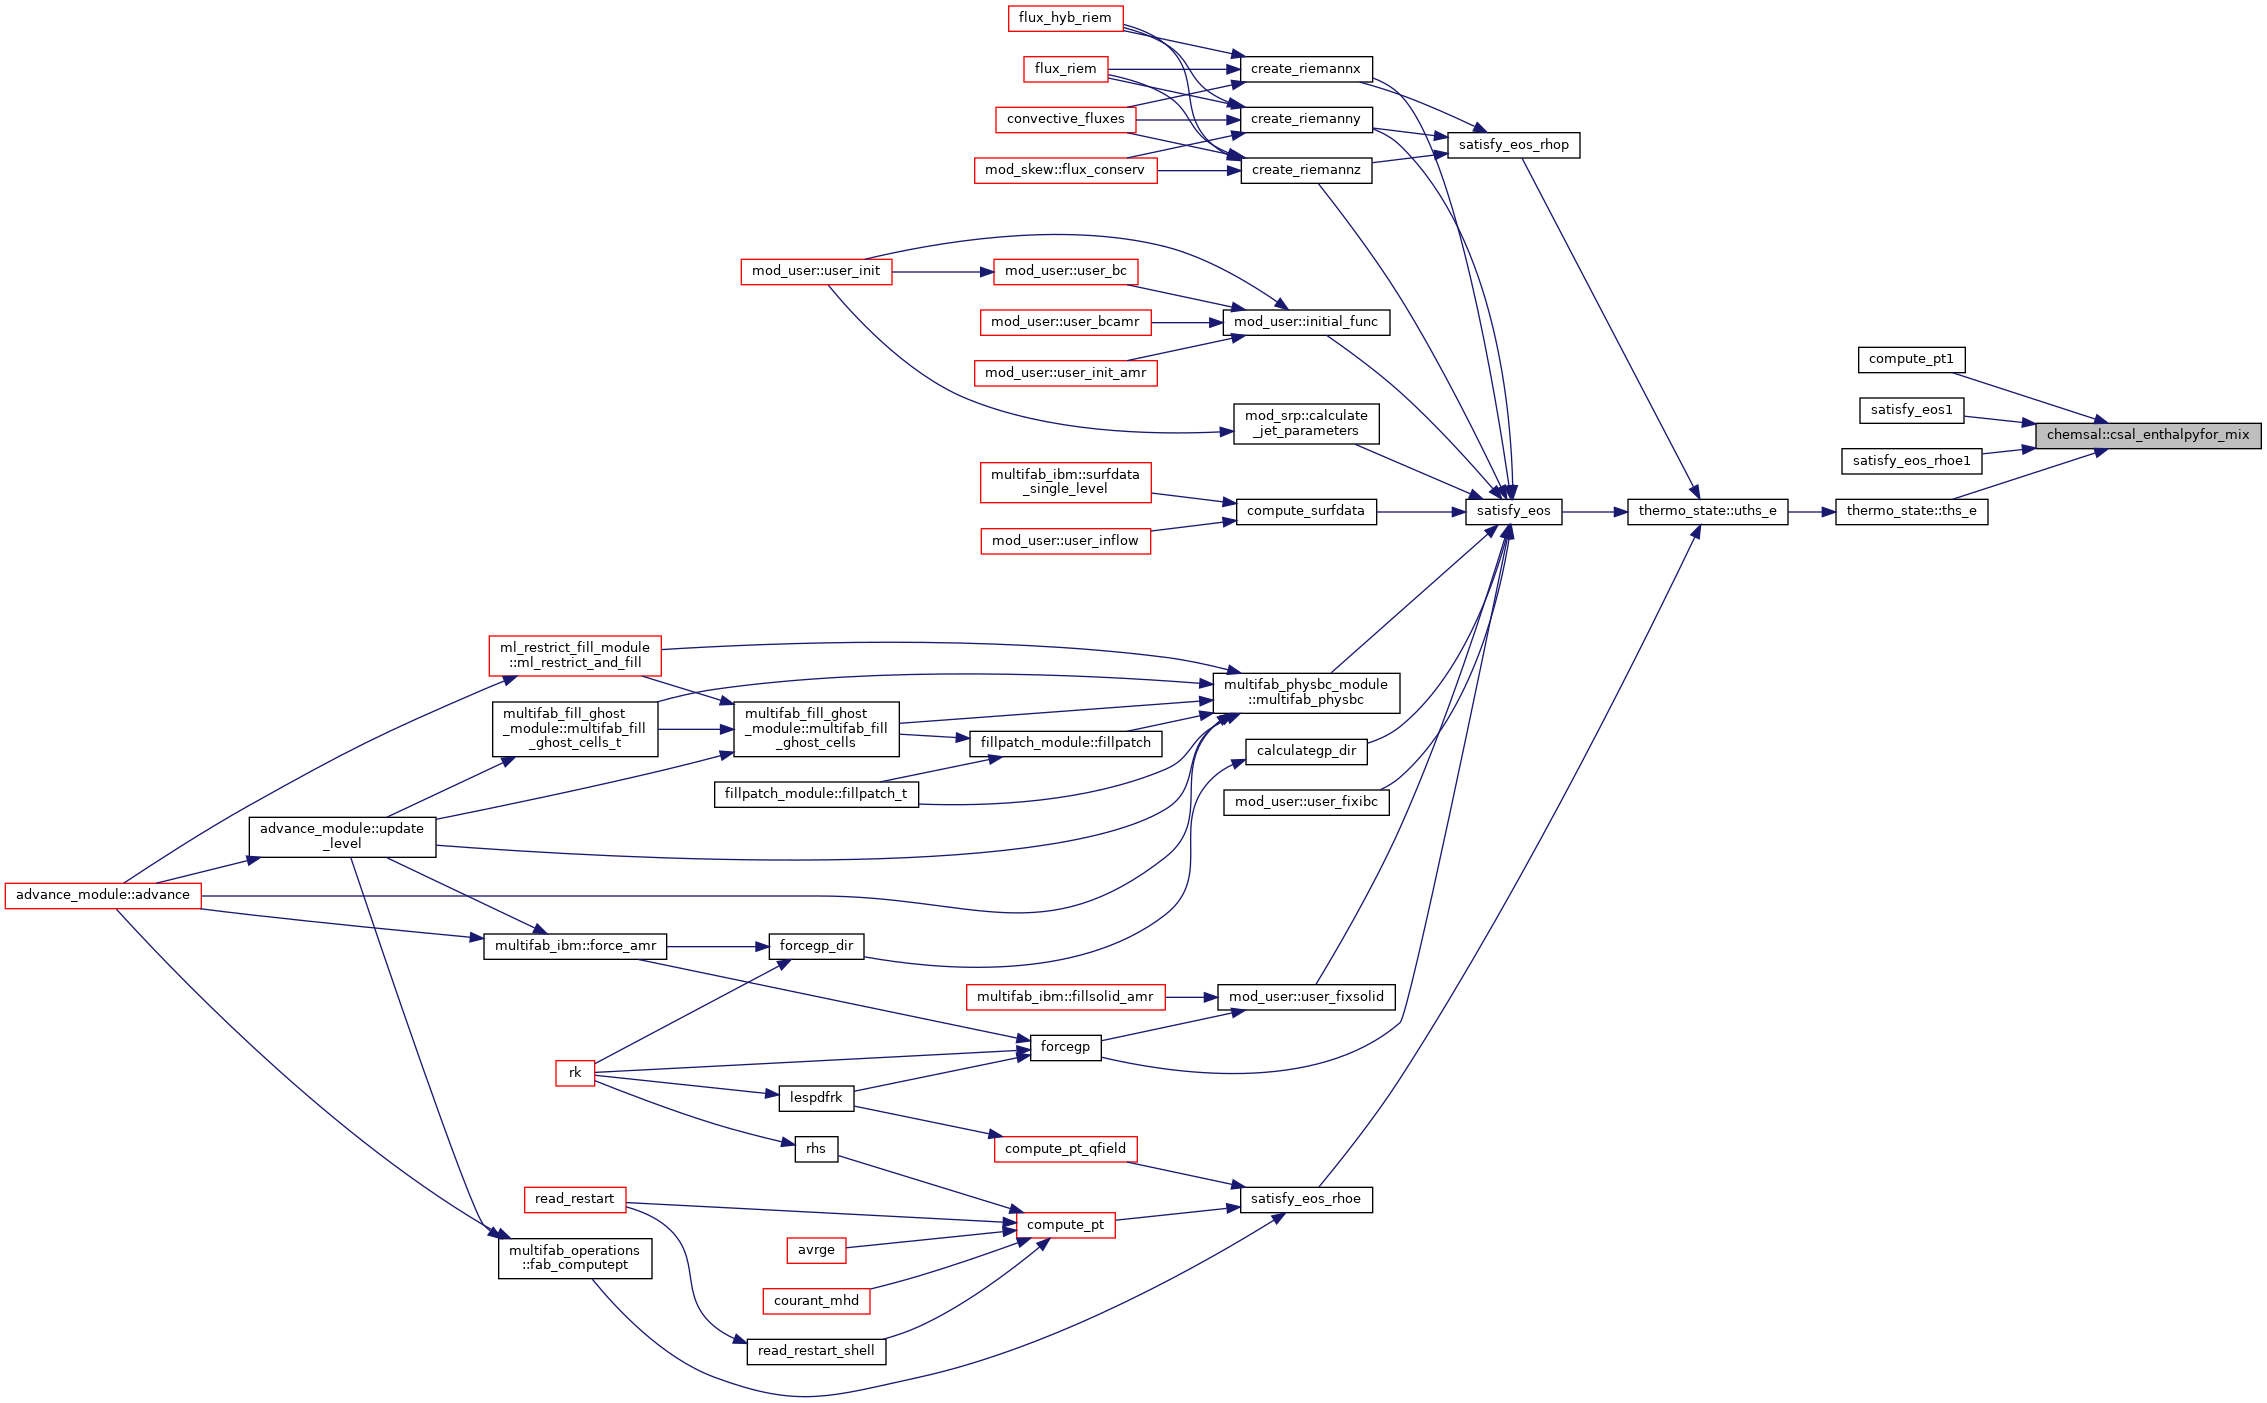 flux_hyb_riem
flux_riem
create_riemannx
convective_fluxes
create_riemanny
satisfy_eos_rhop
mod_skew::flux_conserv
create_riemannz
mod_user::user_init
mod_user::user_bc
mod_user::user_bcamr
mod_user::initial_func
mod_user::user_init_amr
compute_pt1
mod_srp::calculate
_jet_parameters
satisfy_eos1
chemsal::csal_enthalpyfor_mix
satisfy_eos_rhoe1
multifab_ibm::surfdata
_single_level
compute_surfdata
satisfy_eos
thermo_state::uths_e
thermo_state::ths_e
mod_user::user_inflow
ml_restrict_fill_module
::ml_restrict_and_fill
multifab_physbc_module
::multifab_physbc
multifab_fill_ghost
_module::multifab_fill
_ghost_cells_t
multifab_fill_ghost
_module::multifab_fill
_ghost_cells
fillpatch_module::fillpatch
calculategp_dir
fillpatch_module::fillpatch_t
mod_user::user_fixibc
advance_module::update
_level
advance_module::advance
multifab_ibm::force_amr
forcegp_dir
multifab_ibm::fillsolid_amr
mod_user::user_fixsolid
forcegp
rk
lespdfrk
rhs
compute_pt_qfield
read_restart
satisfy_eos_rhoe
compute_pt
multifab_operations
::fab_computept
avrge
courant_mhd
read_restart_shell